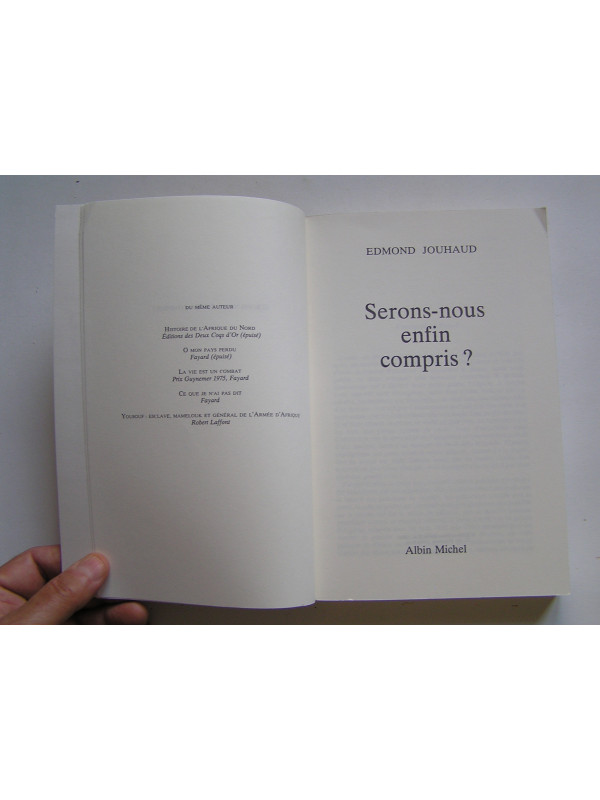 DU MÊME AUTEUR
HISTOIRE DE L'AFRIQUE DU NORD
Éditions des Deux Coqs d'Or (épuisé)
O MON PAYS PERDU
Fayard (épuisé)
LA VIE EST UN COMBAT
Prix Guynemer 1975, Fayard
CE QUE JE N'AI PAS DIT
Fayard
YOUSOUF : ESCLAVE, MAMELOUK ET GÉNÉRAL DE L'ARMÉE D'AFRIQUE
Robert Laffont
EDMOND JOUHAUD
Serons-nous
enfin
compris ?
Albin Michel